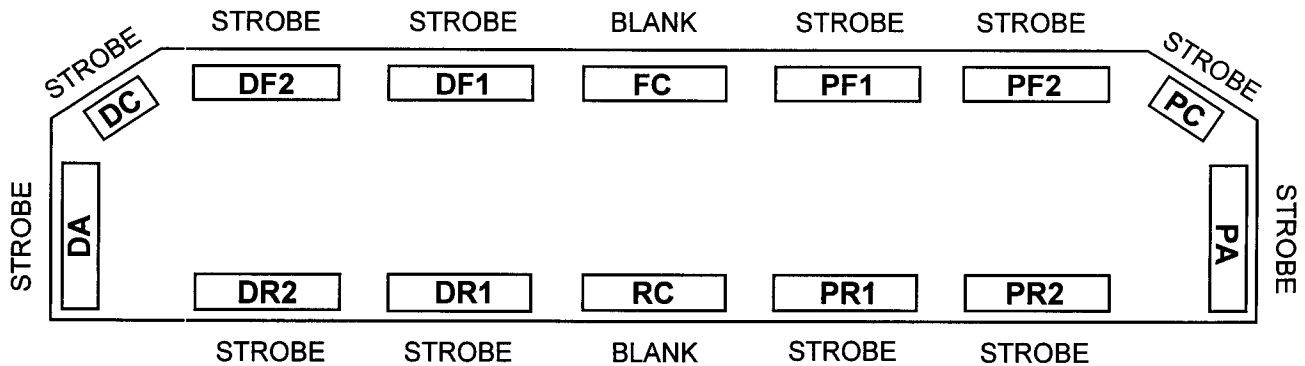 STROBE STROBE BLANK STROBE STROBE
STROBE STROBE
DF2 DF1 FC PF1 PF2
DC PC
STROBE DA PA STROBE
DR2 DR1 RC PR1 PR2
STROBE STROBE BLANK STROBE STROBE